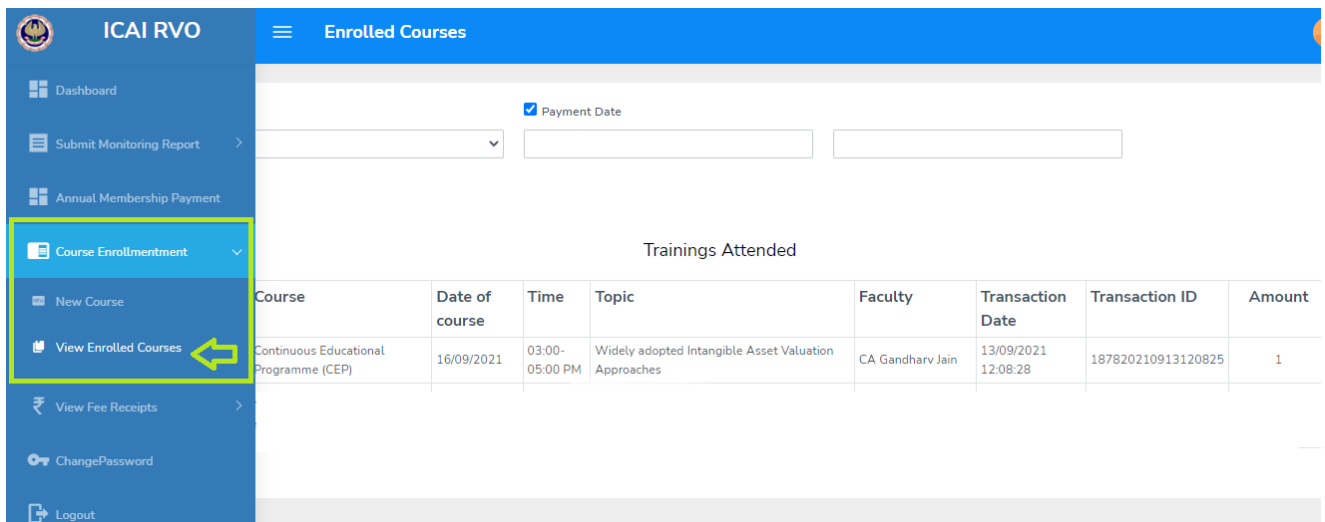 ICAI RVO
Enrolled Courses
Dashboard
Submit Monitoring Report
Annual Membership Payment
Course Enrollmentment
New Course
View Enrolled Courses
View Fee Receipts
ChangePassword
Logout
Payment Date
Trainings Attended
Course Date of Time Topic Faculty Transaction Transaction ID Amount
course Date
Continuous Educational 16/09/2021 03:00- Widely adopted Intangible Asset Valuation CA Gandharv Jain 13/09/2021 187820210913120825 1
Programme (CEP) 05:00 PM Approaches 12:08:28